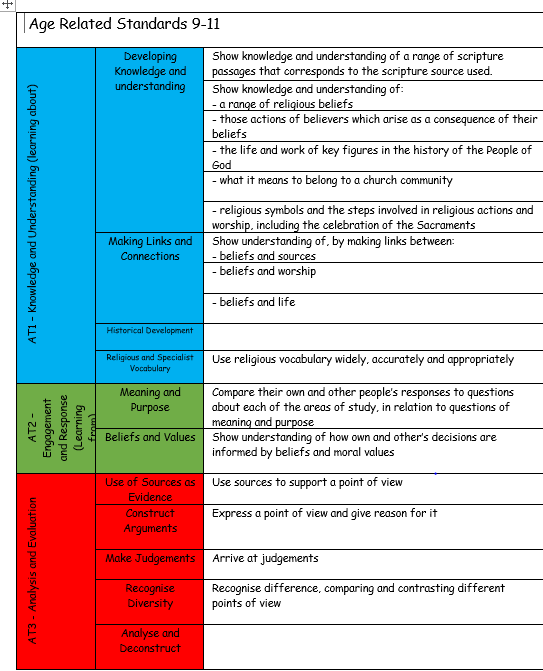 Age Related Standards 9-11
AT1 – Knowledge and Understanding (learning about)
Developing
Knowledge and
understanding
Show knowledge and understanding of a range of scripture
passages that corresponds to the scripture source used.
Show knowledge and understanding of:
- a range of religious beliefs
- those actions of believers which arise as a consequence of their
beliefs
- the life and work of key figures in the history of the People of
God
- what it means to belong to a church community
- religious symbols and the steps involved in religious actions and
worship, including the celebration of the Sacraments
Making Links and
Connections
Show understanding of, by making links between:
- beliefs and sources
- beliefs and worship
- beliefs and life
Historical Development
Religious and Specialist
Vocabulary
Use religious vocabulary widely, accurately and appropriately
AT2 –
Engagement
and Response
(Learning
from)
Meaning and
Purpose
Compare their own and other people's responses to questions
about each of the areas of study, in relation to questions of
meaning and purpose
Beliefs and Values
Show understanding of how own and other's decisions are
informed by beliefs and moral values
AT3 – Analysis and Evaluation
Use of Sources as
Evidence
Use sources to support a point of view
Construct
Arguments
Express a point of view and give reason for it
Make Judgements
Arrive at judgements
Recognise
Diversity
Recognise difference, comparing and contrasting different
points of view
Analyse and
Deconstruct